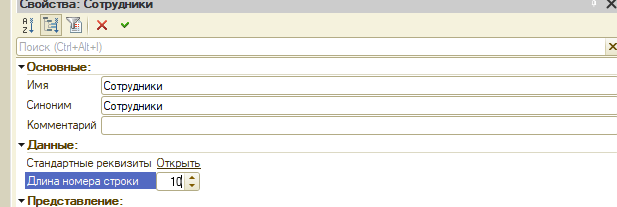 Свойства: Сотрудники
Поиск (Ctrl+Alt+I)
Основные:
Имя Сотрудники
Синоним Сотрудники
Комментарий
Данные:
Стандартные реквизиты Открыть
Длина номера строки 10
Представление: